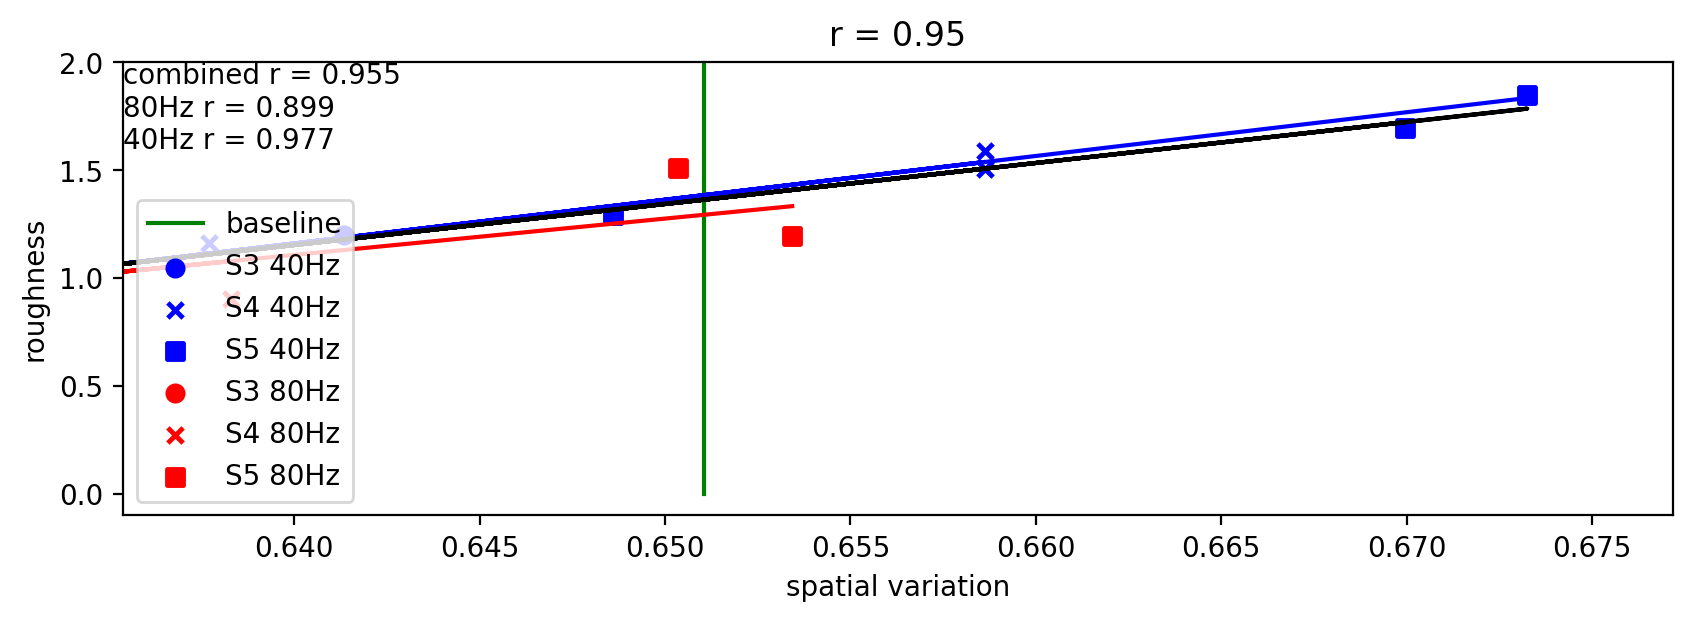 r = 0.95
combined r = 0.955
80Hz r = 0.899
40Hz r = 0.977
baseline
S3 40Hz
S4 40Hz
S5 40Hz
S3 80Hz
S4 80Hz
S5 80Hz
roughness
2.0
1.5
1.0
0.5
0.0
0.640 0.645 0.650 0.655 0.660 0.665 0.670 0.675
spatial variation